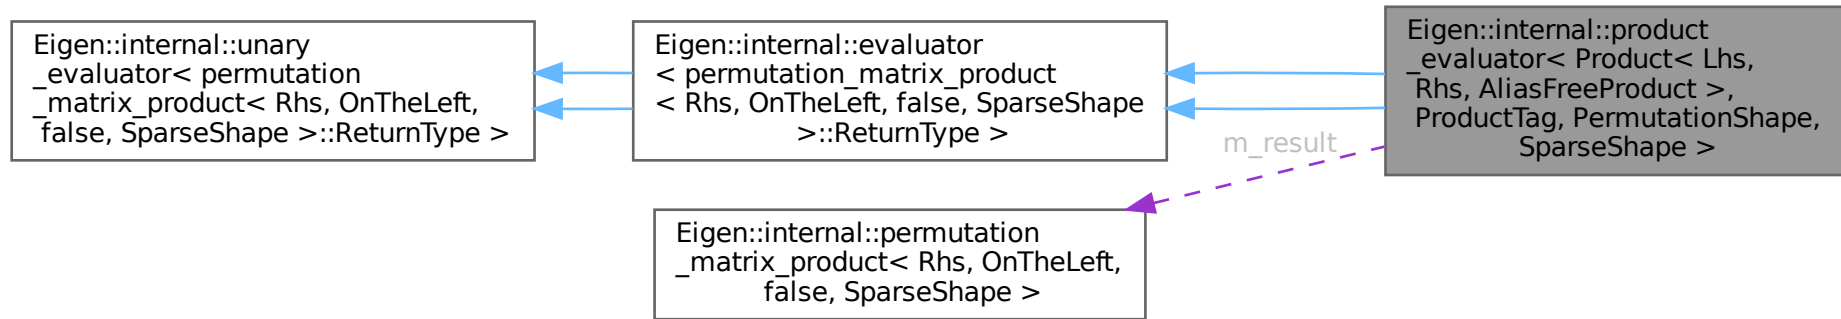 Eigen::internal::unary
_evaluator< permutation
_matrix_product< Rhs, OnTheLeft,
false, SparseShape >::ReturnType >
Eigen::internal::evaluator
< permutation_matrix_product
< Rhs, OnTheLeft, false, SparseShape
>::ReturnType >
Eigen::internal::product
_evaluator< Product< Lhs,
Rhs, AliasFreeProduct >,
ProductTag, PermutationShape,
SparseShape >
m_result
Eigen::internal::permutation
_matrix_product< Rhs, OnTheLeft,
false, SparseShape >